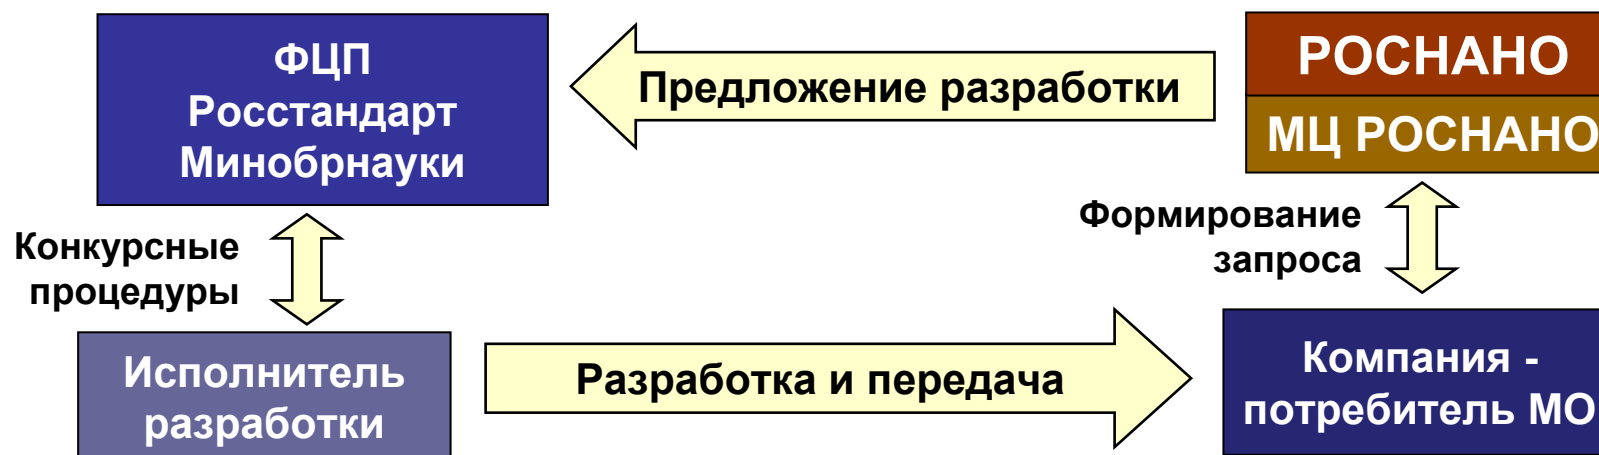 ФЦП
Росстандарт
Минобрнауки
Предложение разработки
РОСНАНО
МЦ РОСНАНО
Конкурсные
процедуры
Формирование
запроса
Исполнитель
разработки
Разработка и передача
Компания -
потребитель МО